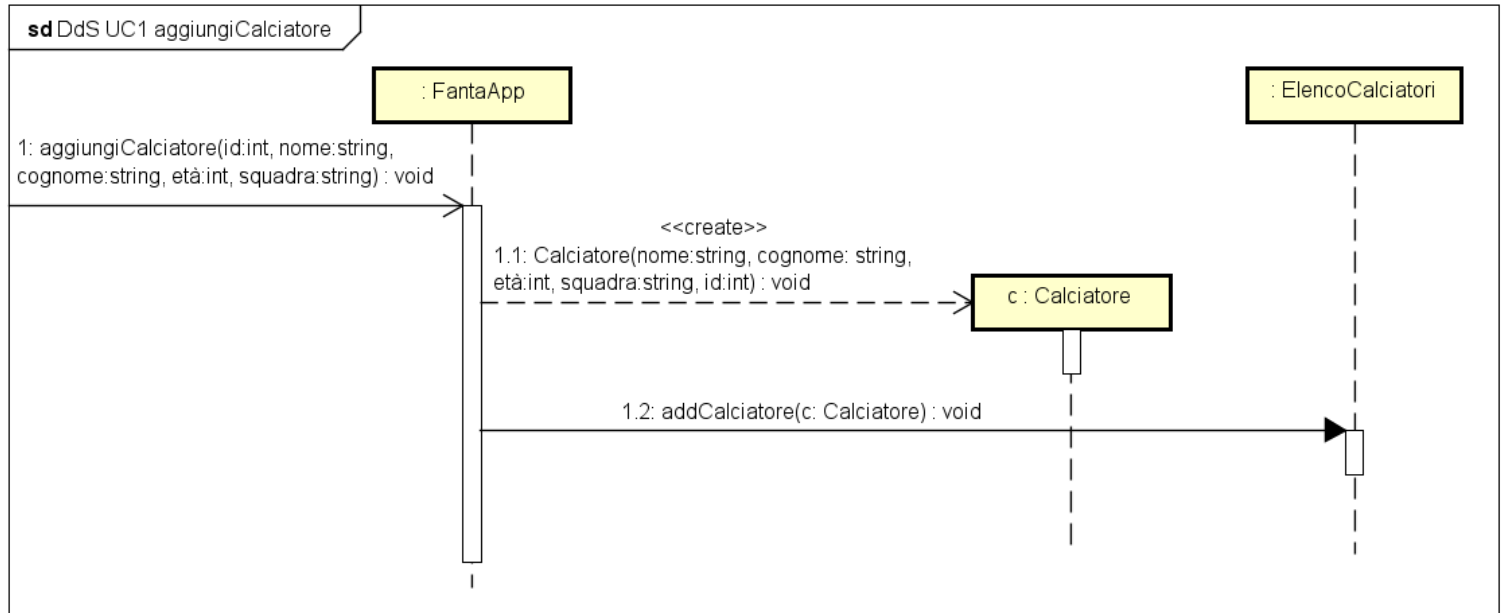 sd DdS UC1 aggiungiCalciatore
: FantaApp
: ElencoCalciatori
1: aggiungiCalciatore(id:int, nome:string,
cognome:string, età:int, squadra:string) : void
<<create>>
1.1: Calciatore(nome:string, cognome: string,
età:int, squadra:string, id:int) : void
c : Calciatore
1.2: addCalciatore(c: Calciatore) : void